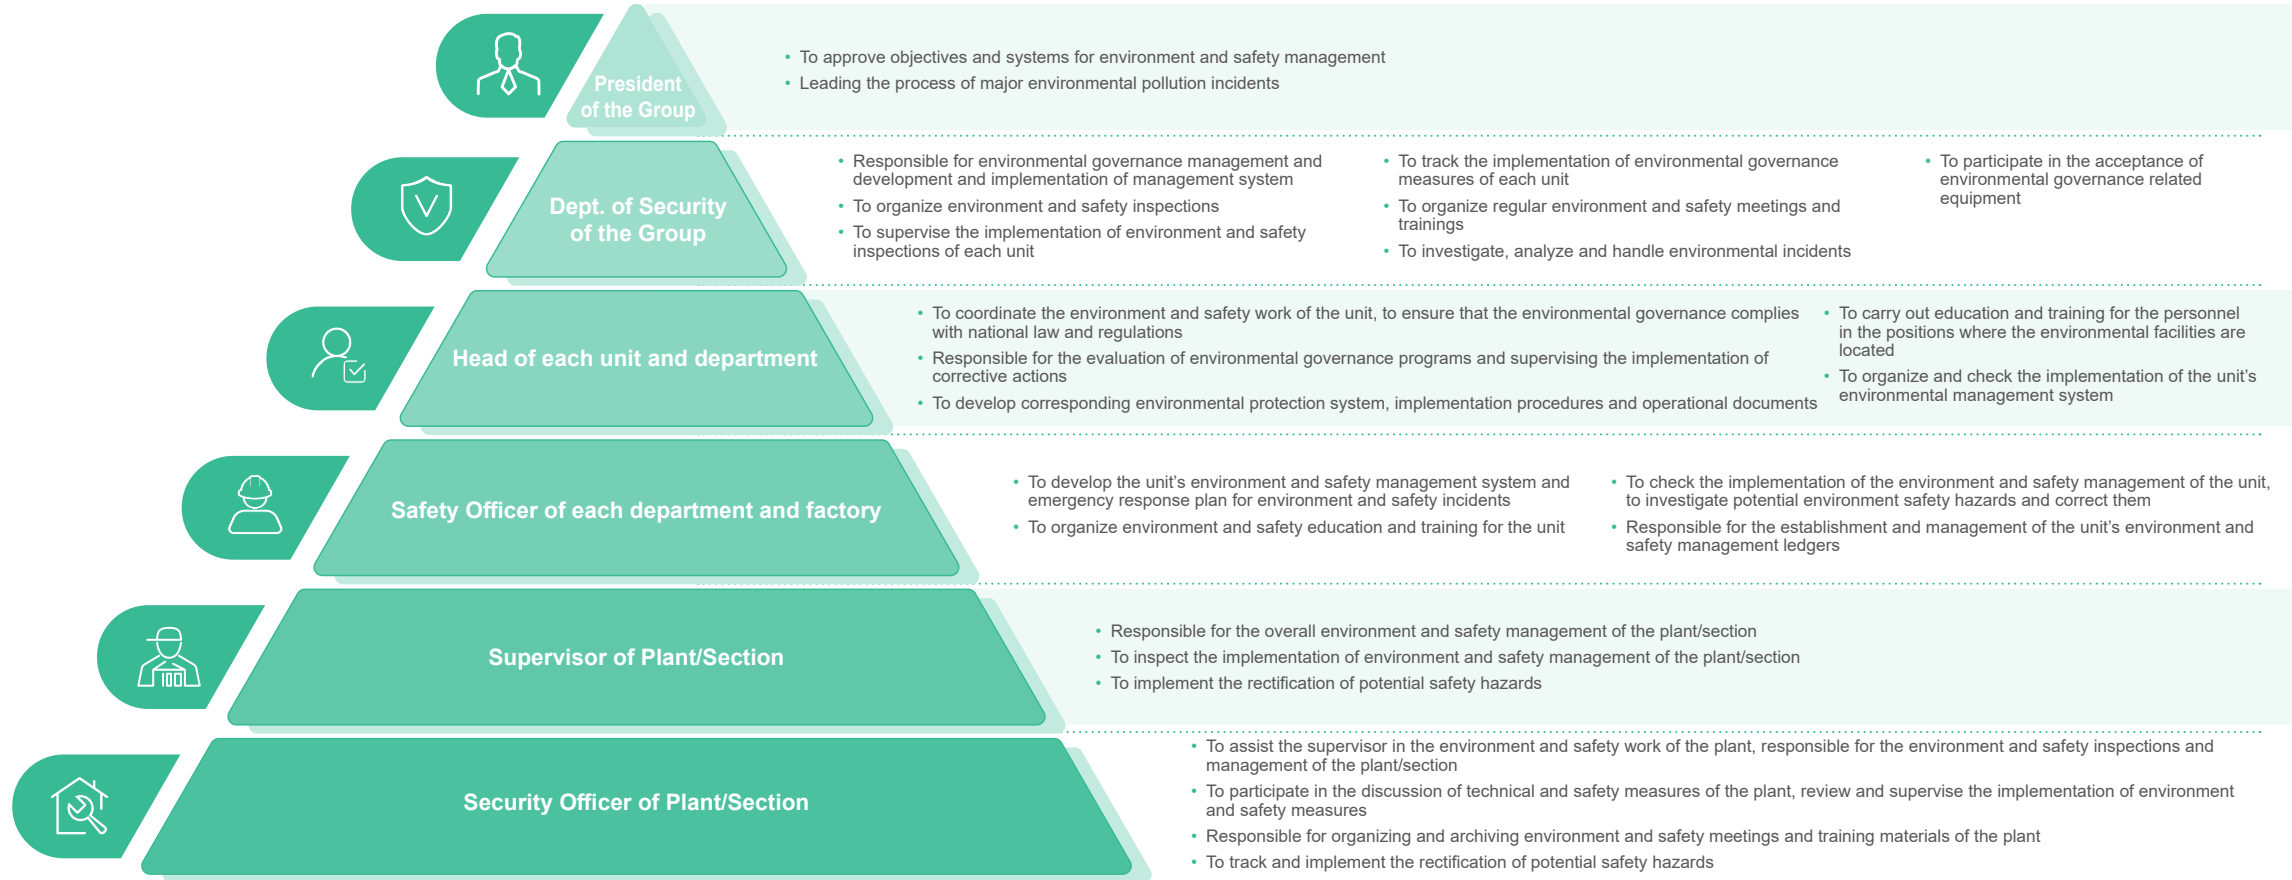 President
of the Group
• To approve objectives and systems for environment and safety management
• Leading the process of major environmental pollution incidents
Dept. of Security
of the Group
• Responsible for environmental governance management and
development and implementation of management system
• To organize environment and safety inspections
• To supervise the implementation of environment and safety
inspections of each unit
• To track the implementation of environmental governance
measures of each unit
• To organize regular environment and safety meetings and
trainings
• To investigate, analyze and handle environmental incidents
• To participate in the acceptance of
environmental governance related
equipment
Head of each unit and department
• To coordinate the environment and safety work of the unit, to ensure that the environmental governance complies
with national law and regulations
• Responsible for the evaluation of environmental governance programs and supervising the implementation of
corrective actions
• To develop corresponding environmental protection system, implementation procedures and operational documents
• To carry out education and training for the personnel
in the positions where the environmental facilities are
located
• To organize and check the implementation of the unit’s
environmental management system
Safety Officer of each department and factory
• To develop the unit’s environment and safety management system and
emergency response plan for environment and safety incidents
• To organize environment and safety education and training for the unit
• To check the implementation of the environment and safety management of the unit,
to investigate potential environment safety hazards and correct them
• Responsible for the establishment and management of the unit’s environment and
safety management ledgers
Supervisor of Plant/Section
• Responsible for the overall environment and safety management of the plant/section
• To inspect the implementation of environment and safety management of the plant/section
• To implement the rectification of potential safety hazards
Security Officer of Plant/Section
• To assist the supervisor in the environment and safety work of the plant, responsible for the environment and safety inspections and
management of the plant/section
• To participate in the discussion of technical and safety measures of the plant, review and supervise the implementation of environment
and safety measures
• Responsible for organizing and archiving environment and safety meetings and training materials of the plant
• To track and implement the rectification of potential safety hazards